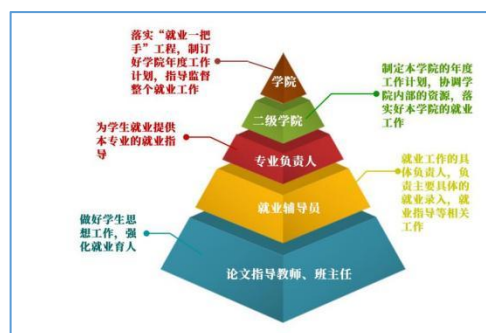 落实“就业一把
手”工程，制订
好学院年度工作
计划，指导监督
整个就业工作
学院
制定本学院的年度
工作计划，协调学
院内部的资源，落
实好本学院的就业
工作
二级学院
为学生就业提供
本专业的就业指
导
专业负责人
就业工作的具
体负责人，负
责主要具体的
就业录入，就
业指导等相关
工作
就业辅导员
做好学生思
想工作，强
化就业育人
论文指导教师、班主任